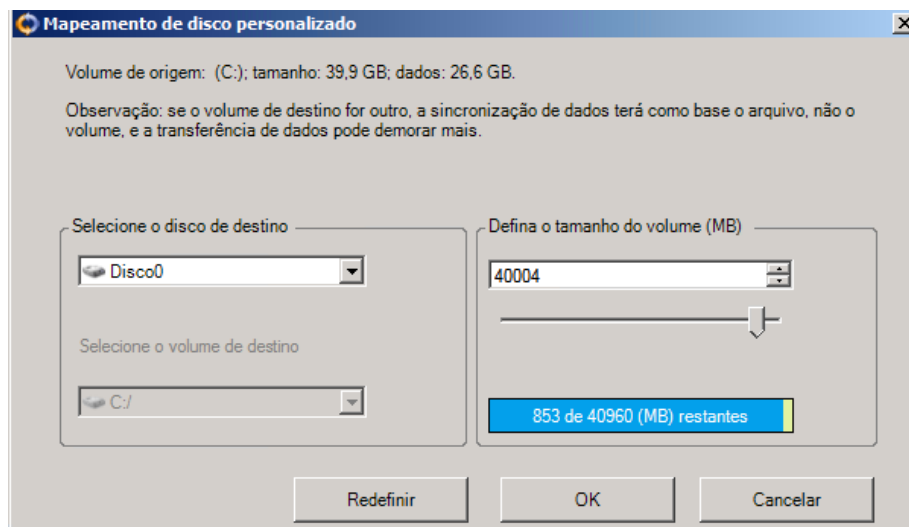 Mapeamento de disco personalizado
Volume de origem: (C:); tamanho: 39,9 GB; dados: 26,6 GB.
Observação: se o volume de destino for outro, a sincronização de dados terá como base o arquivo, não o
volume, e a transferência de dados pode demorar mais.
Selecione o disco de destino
Disco0
Selecione o volume de destino
C:/
Defina o tamanho do volume (MB)
40004
853 de 40960 (MB) restantes
Redefinir
OK
Cancelar